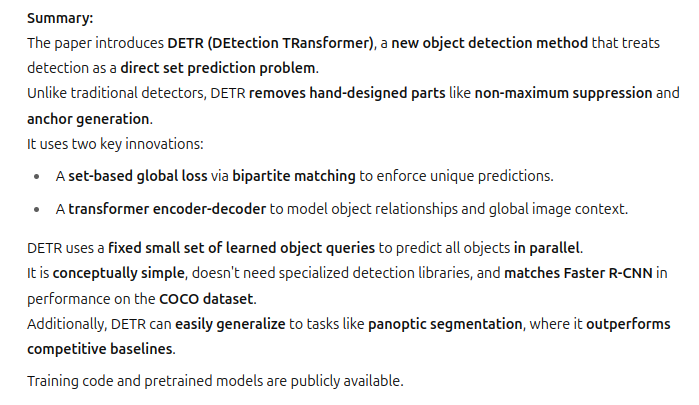 Summary:
The paper introduces DETR (DEtection TRansformer), a new object detection method that treats
detection as a direct set prediction problem.
Unlike traditional detectors, DETR removes hand-designed parts like non-maximum suppression and
anchor generation.
It uses two key innovations:
• A set-based global loss via bipartite matching to enforce unique predictions.
• A transformer encoder-decoder to model object relationships and global image context.
DETR uses a fixed small set of learned object queries to predict all objects in parallel.
It is conceptually simple, doesn't need specialized detection libraries, and matches Faster R-CNN in
performance on the COCO dataset.
Additionally, DETR can easily generalize to tasks like panoptic segmentation, where it outperforms
competitive baselines.
Training code and pretrained models are publicly available.